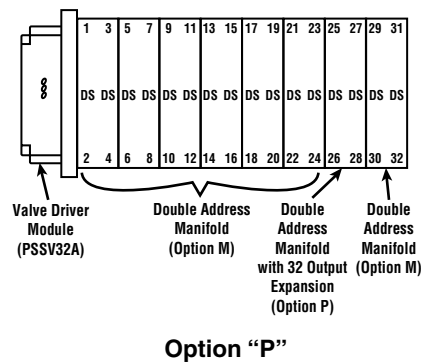 1 3 5 7 9 11 13 15 17 19 21 23 25 27 29 31
DS DS DS DS DS DS DS DS DS DS DS DS DS DS DS DS
2 4 6 8 10 12 14 16 18 20 22 24 26 28 30 32
Valve Driver
Module
(PSSV32A)
Double Address
Manifold
(Option M)
Double
Address
Manifold
with 32 Output
Expansion
(Option P)
Double
Address
Manifold
(Option M)
Option “P”